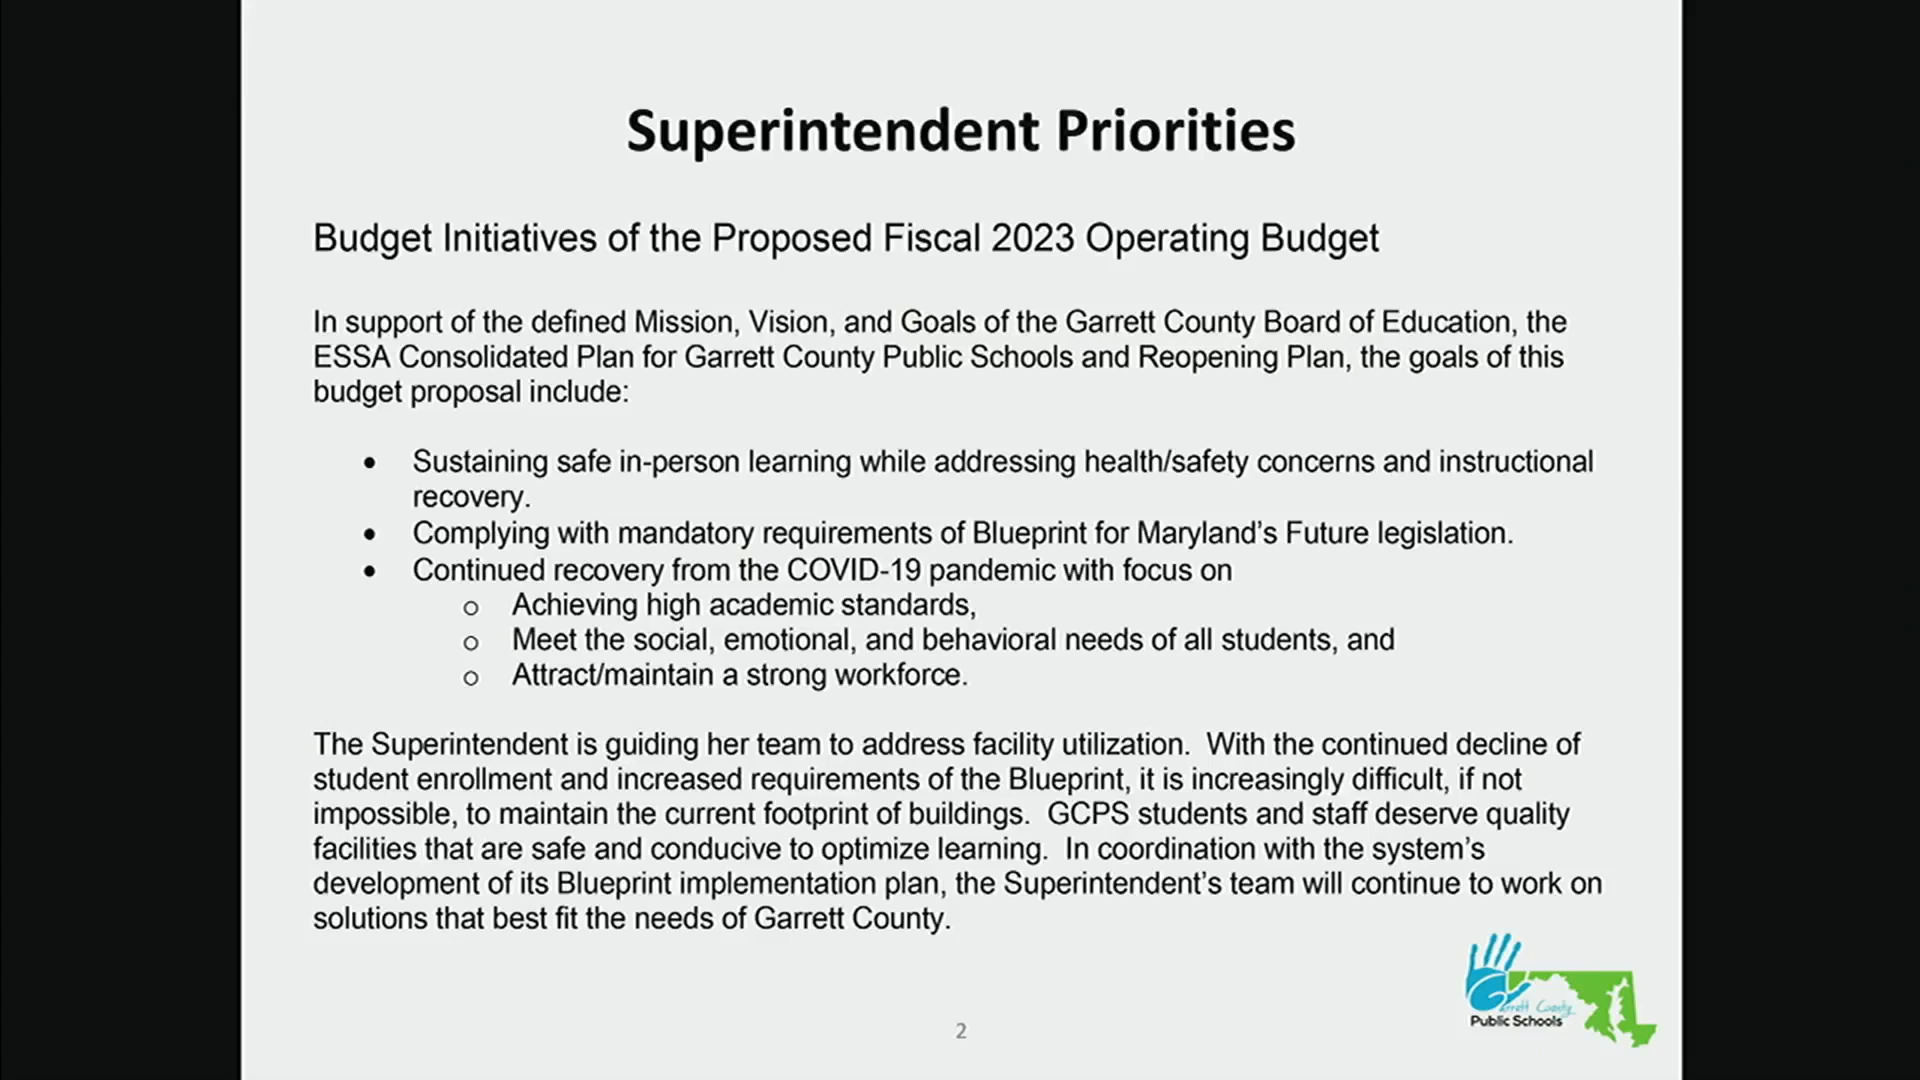 Superintendent Priorities
Budget Initiatives of the Proposed Fiscal 2023 Operating Budget
In support of the defined Mission, Vision, and Goals of the Garrett County Board of Education, the
ESSA Consolidated Plan for Garrett County Public Schools and Reopening Plan, the goals of this
budget proposal include:
• Sustaining safe in-person learning while addressing health/safety concerns and instructional
recovery.
• Complying with mandatory requirements of Blueprint for Maryland's Future legislation.
• Continued recovery from the COVID-19 pandemic with focus on
o Achieving high academic standards,
o Meet the social, emotional, and behavioral needs of all students, and
o Attract/maintain a strong workforce.
The Superintendent is guiding her team to address facility utilization.  With the continued decline of
student enrollment and increased requirements of the Blueprint, it is increasingly difficult, if not
impossible, to maintain the current footprint of buildings.  GCPS students and staff deserve quality
facilities that are safe and conducive to optimize learning.  In coordination with the system's
development of its Blueprint implementation plan, the Superintendent's team will continue to work on
solutions that best fit the needs of Garrett County.
Garrett County
Public Schools
2